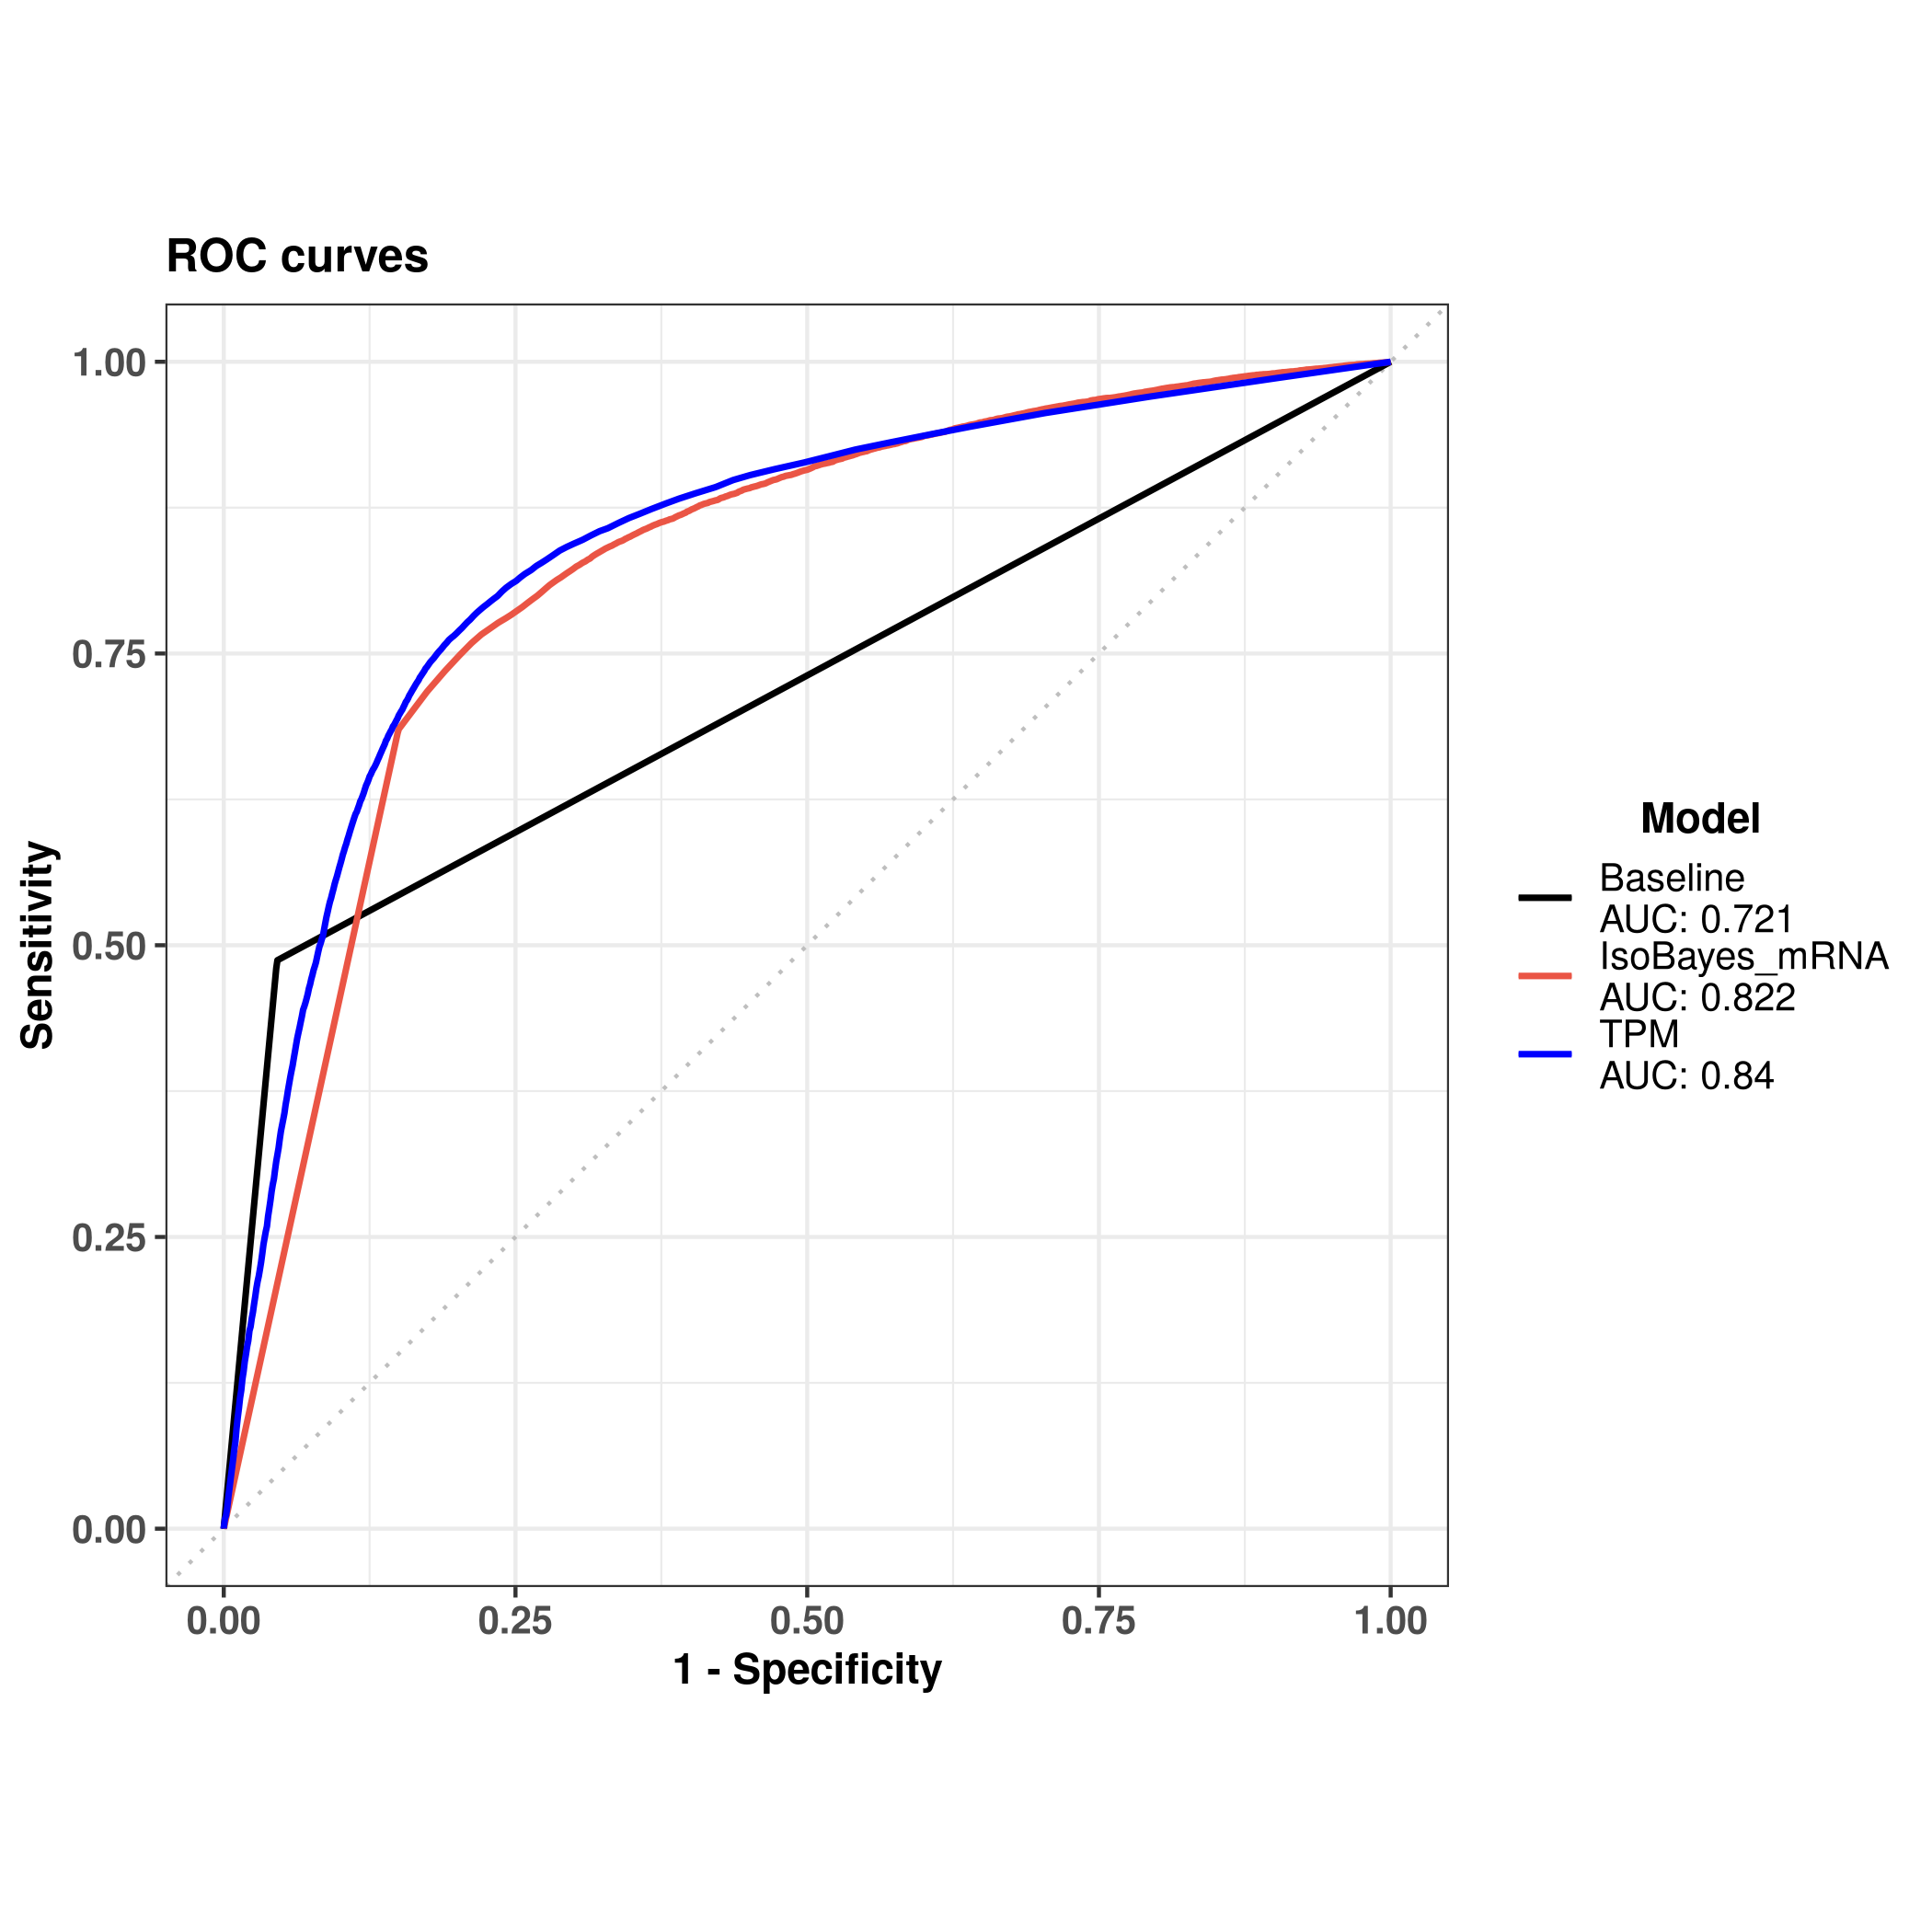 ROC curves
1.00
0.75
0.50
0.25
0.00
Sensitivity
0.00 0.25 0.50 0.75 1.00
1 - Specificity
Model
Baseline
AUC: 0.721
IsoBayes_mRNA
AUC: 0.822
TPM
AUC: 0.84